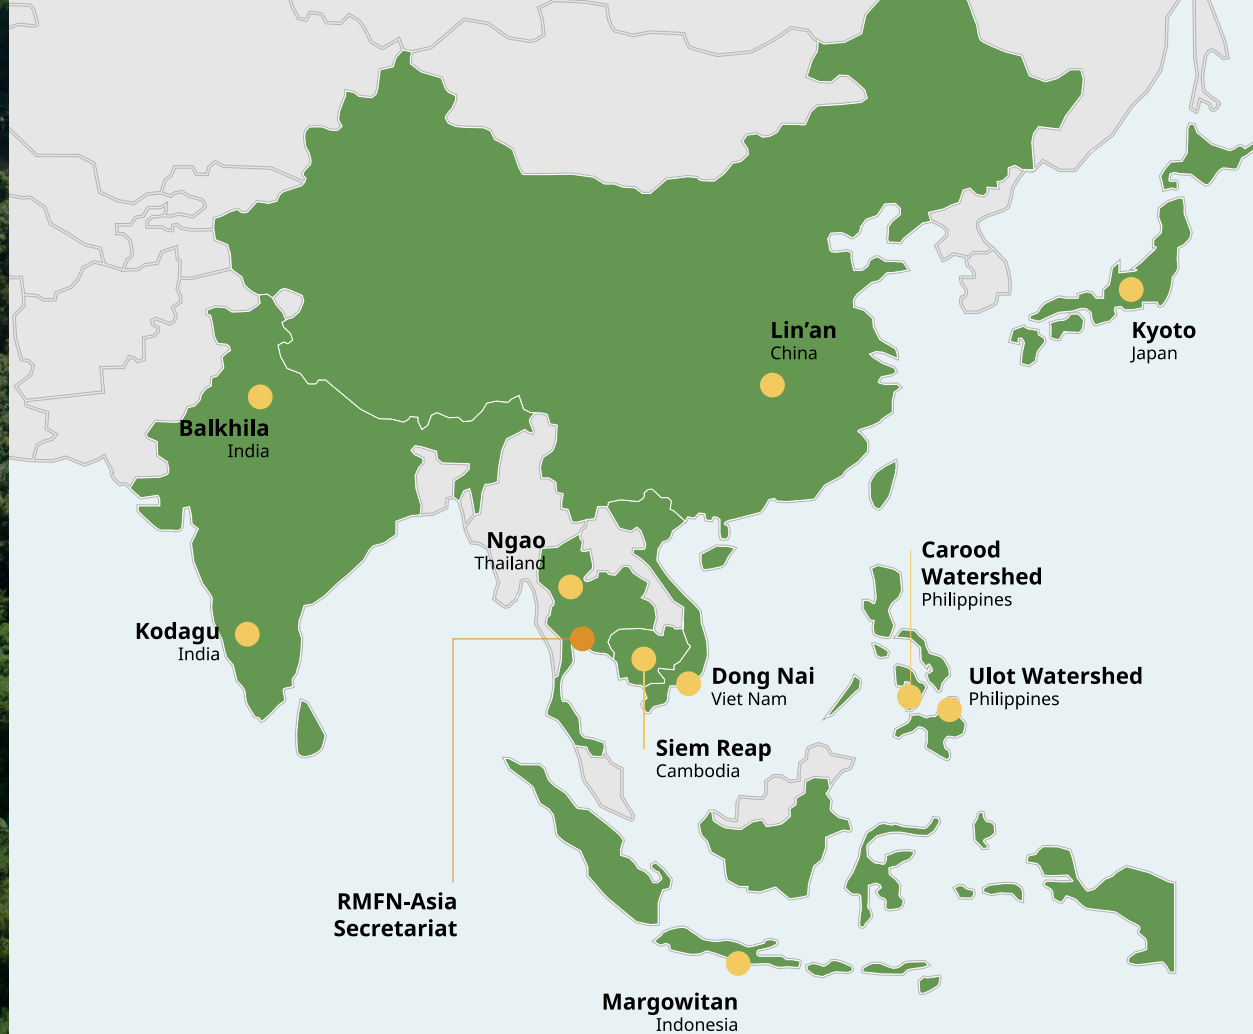 Lin’an
China
Kyoto
Japan
Balkhila
India
Ngao
Thailand
Carood
Watershed
Philippines
Kodagu
India
Dong Nai
Viet Nam
Ulot Watershed
Philippines
Siem Reap
Cambodia
RMFN-Asia
Secretariat
Margowitan
Indonesia